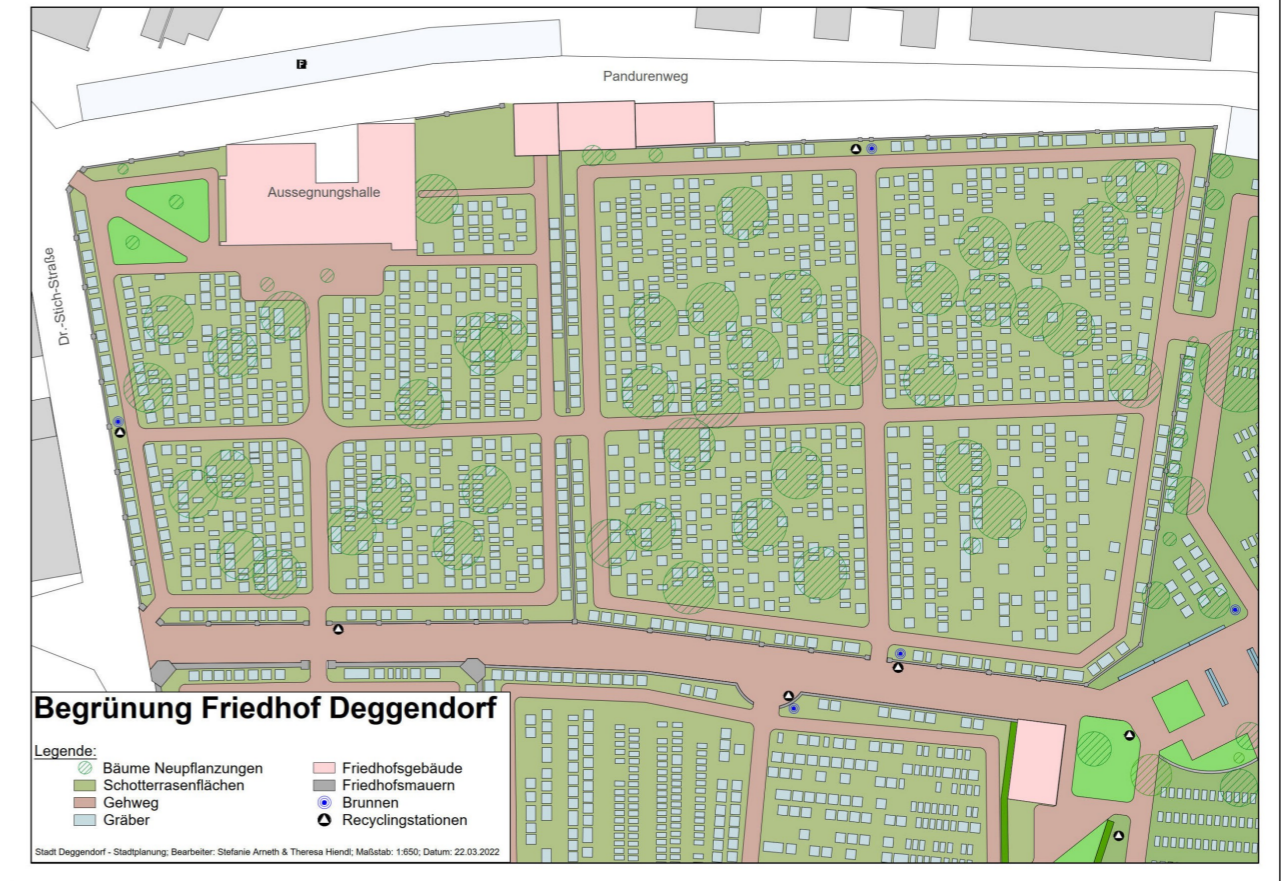 P
Pandurenweg
Aussegnungshalle
Dr.-Stich-Straße
Begrünung Friedhof Deggendorf
Legende:
Bäume Neupflanzungen
Schotterrasenflächen
Gehweg
Gräber
Friedhofsgebäude
Friedhofsmauern
Brunnen
Recyclingstationen
Stadt Deggendorf - Stadtplanung; Bearbeiter: Stefanie Arneth & Theresa Hiendl; Maßstab: 1:650; Datum: 22.03.2022